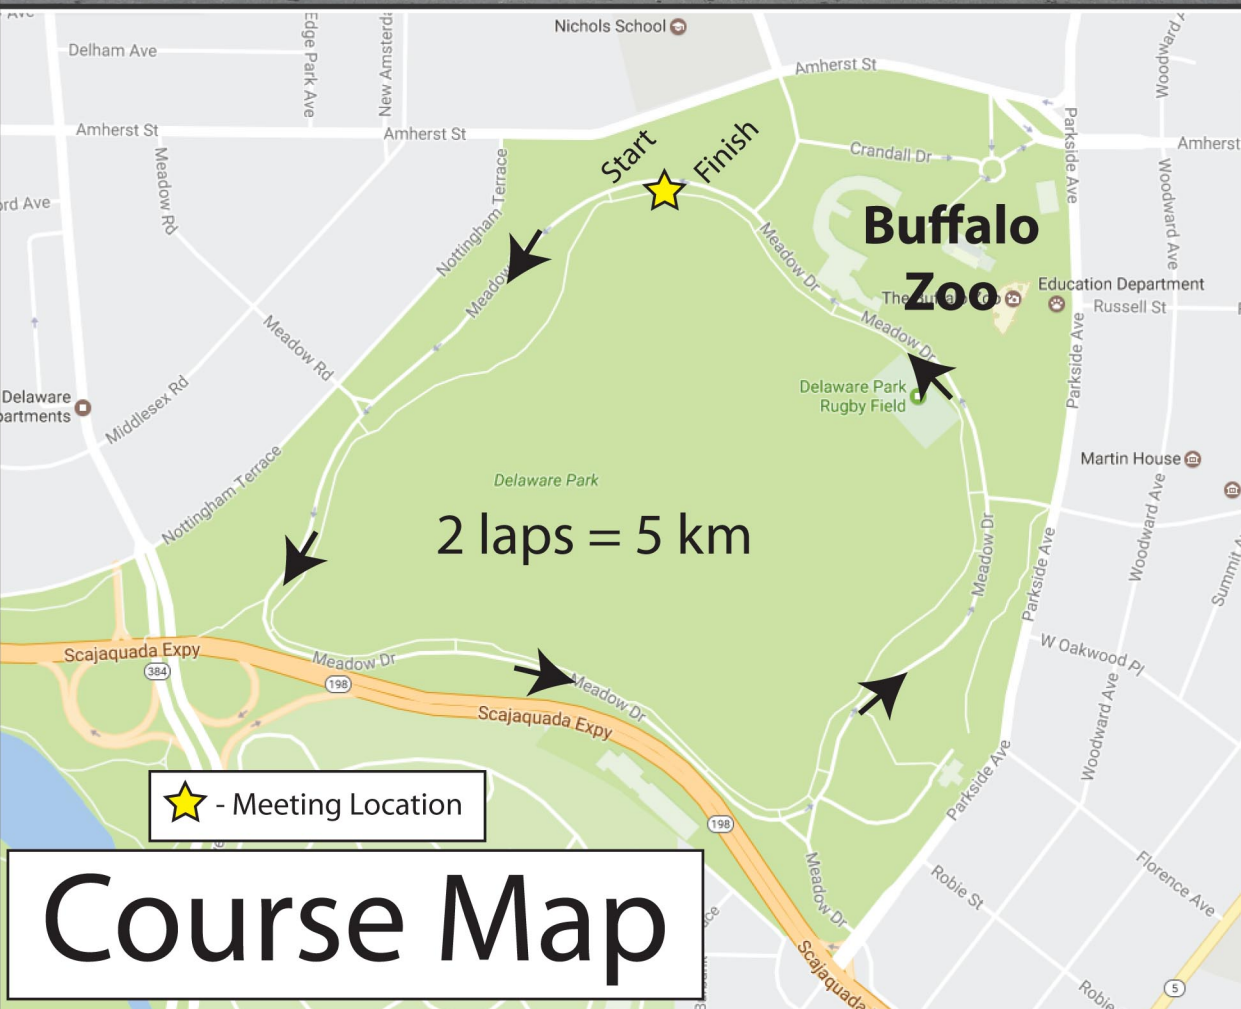 Ave
Delham Ave
Edge Park Ave
New Amsterda
Nichols School
Amherst St
Woodward A
Amherst St
Amherst St
Parkside Ave
Amherst
Meadow Rd
Nottingham Terrace
Start
Finish
Crandall Dr
Woodward Ave
ord Ave
Buffalo
Zoo
Meadow Dr
Meadow
Education Department
Russell St
Meadow Dr
Meadow Rd
Parkside Ave
Delaware
partments
Middlesex Rd
Delaware Park
Rugby Field
Nottingham Terrace
Delaware Park
Martin House
2 laps = 5 km
Meadow Dr
Woodward Ave
Parkside Ave
Summit A
Scajaquada Expy
384
198
Meadow Dr
W Oakwood Pl
Meadow Dr
Scajaquada Expy
Woodward Ave
Parkside Ave
- Meeting Location
198
Course Map
Meadow Dr
Robie St
Florence Ave
Scajaquada
Robie
5